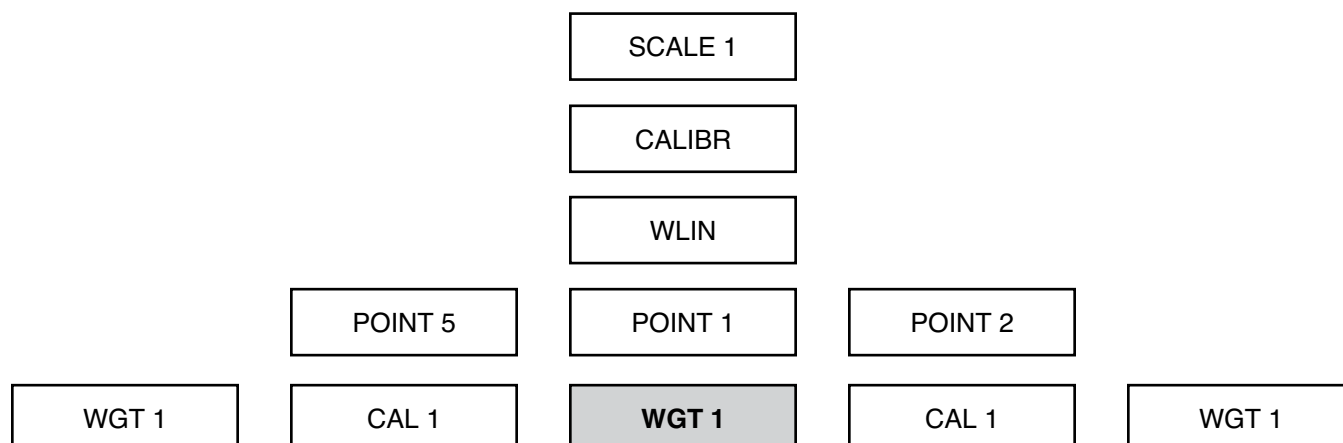 SCALE 1
CALIBR
WLIN
POINT 5 POINT 1 POINT 2
WGT 1 CAL 1 WGT 1 CAL 1 WGT 1